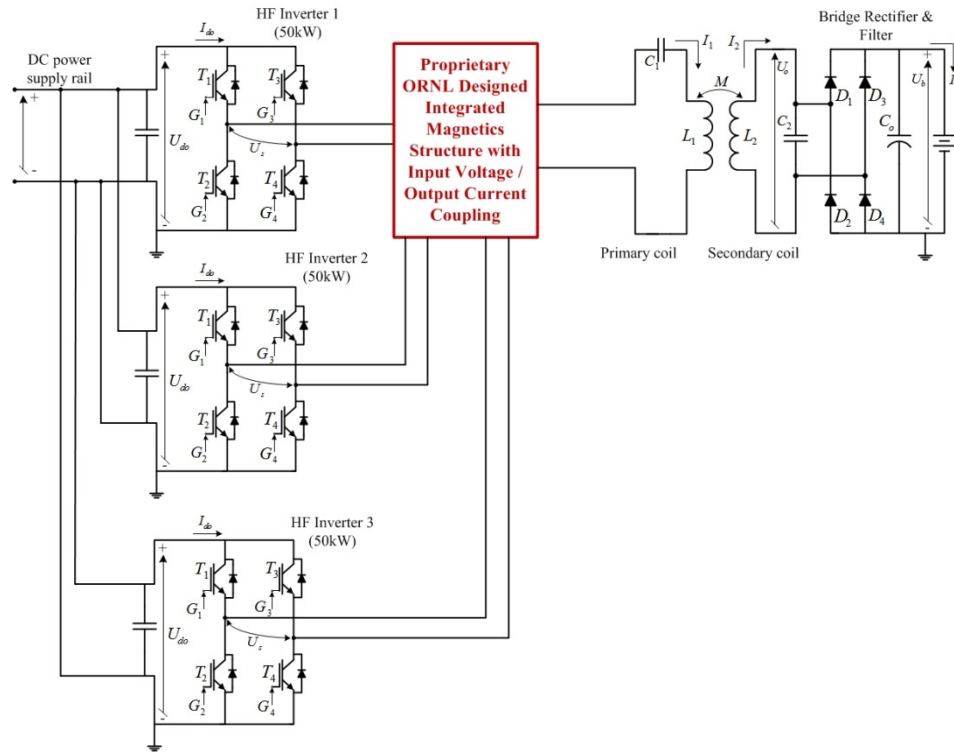 DC power
supply rail
+
-
I_do
HF Inverter 1
(50kW)
+
U_do
-
T_1
G_1
T_3
G_3
U_s
T_2
G_2
T_4
G_4
Proprietary
ORNL Designed
Integrated
Magnetics
Structure with
Input Voltage /
Output Current
Coupling
C_1
I_1
I_2
M
L_1
L_2
Primary coil
Secondary coil
U_o
C_2
Bridge Rectifier &
Filter
D_1
D_3
D_2
D_4
C_o
+
U_b
-
I_do
HF Inverter 2
(50kW)
+
U_do
-
T_1
G_1
T_3
G_3
U_s
T_2
G_2
T_4
G_4
I_do
HF Inverter 3
(50kW)
+
U_do
-
T_1
G_1
T_3
G_3
U_s
T_2
G_2
T_4
G_4